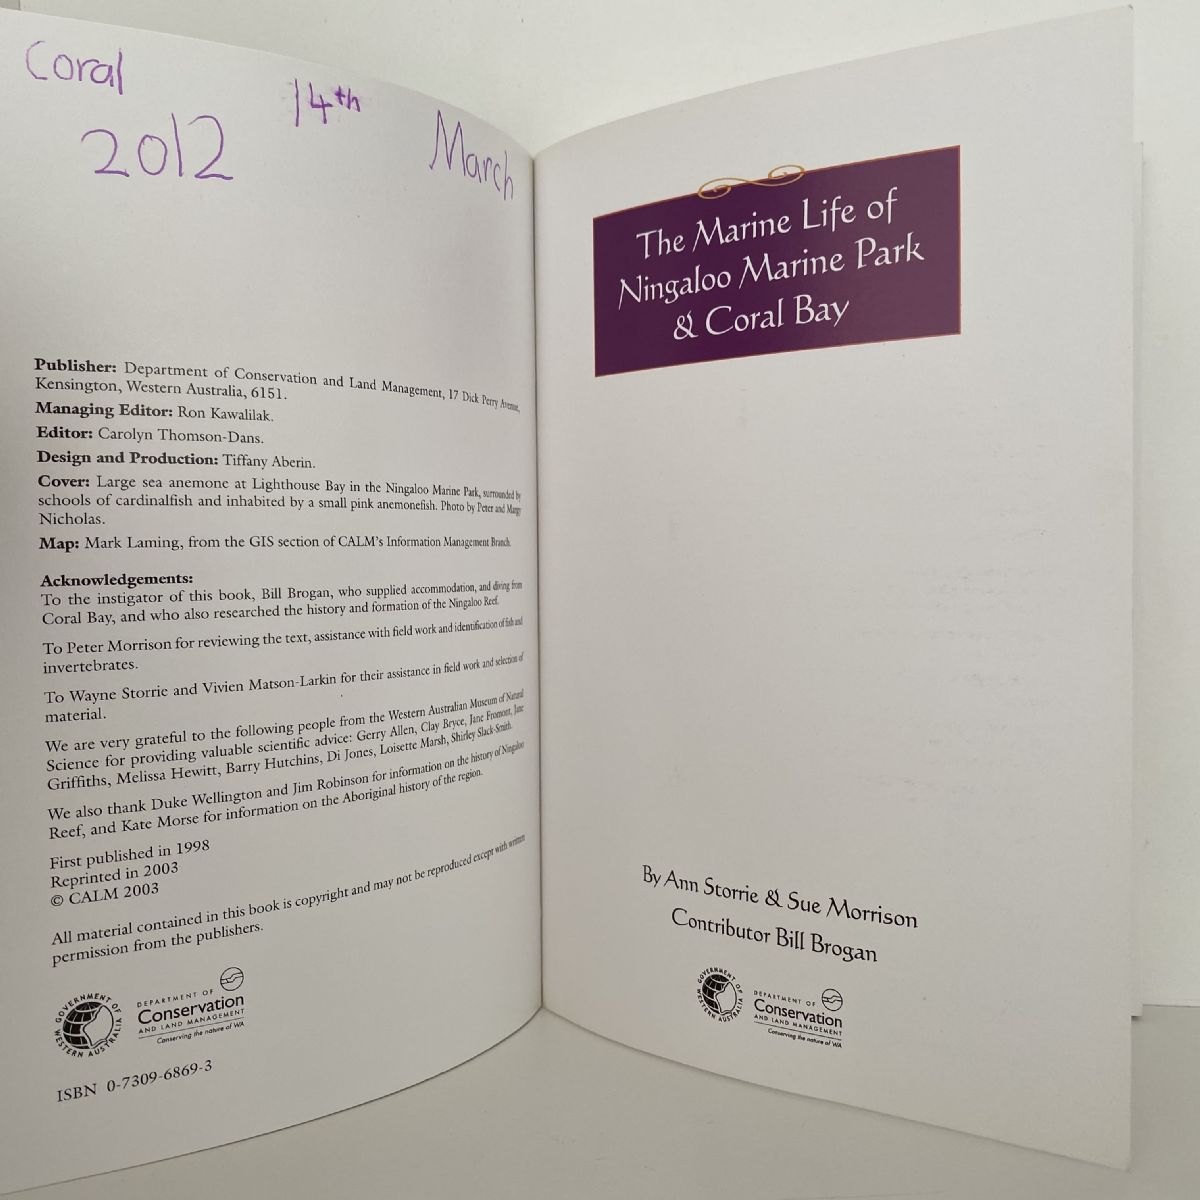 Coral
14th
2012
March
Publisher: Department of Conservation and Land Management, 17 Dick Perry Avenue,
Kensington, Western Australia, 6151.
Managing Editor: Ron Kawalilak.
Editor: Carolyn Thomson-Dans.
Design and Production: Tiffany Aberin.
Cover: Large sea anemone at Lighthouse Bay in the Ningaloo Marine Park, surrounded by
schools of cardinalfish and inhabited by a small pink anemonefish. Photo by Peter and Margy
Nicholas.
Map: Mark Laming, from the GIS section of CALM's Information Management Branch.
Acknowledgements:
To the instigator of this book, Bill Brogan, who supplied accommodation, and diving from
Coral Bay, and who also researched the history and formation of the Ningaloo Reef.
To Peter Morrison for reviewing the text, assistance with field work and identification of fish and
invertebrates.
To Wayne Storrie and Vivien Matson-Larkin for their assistance in field work and selection of
material.
We are very grateful to the following people from the Western Australian Museum of Natural
Science for providing valuable scientific advice: Gerry Allen, Clay Bryce, Jane Fromont, Jane
Griffiths, Melissa Hewitt, Barry Hutchins, Di Jones, Loisette Marsh, Shirley Slack-Smith.
We also thank Duke Wellington and Jim Robinson for information on the history of Ningaloo
Reef, and Kate Morse for information on the Aboriginal history of the region.
First published in 1998
Reprinted in 2003
© CALM 2003
All material contained in this book is copyright and may not be reproduced except with written
permission from the publishers.
GOVERNMENT OF
WESTERN AUSTRALIA
DEPARTMENT OF
Conservation
AND LAND MANAGEMENT
Conserving the nature of WA
ISBN 0-7309-6869-3
The Marine Life of
Ningaloo Marine Park
& Coral Bay
By Ann Storrie & Sue Morrison
Contributor Bill Brogan
GOVERNMENT OF
WESTERN AUSTRALIA
DEPARTMENT OF
Conservation
AND LAND MANAGEMENT
Conserving the nature of WA